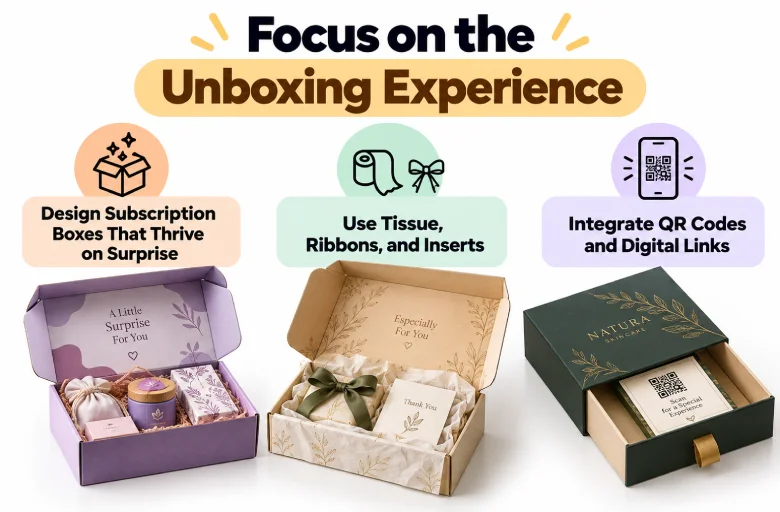 Focus on the
Unboxing Experience
Design Subscription
Boxes That Thrive
on Surprise
Use Tissue,
Ribbons, and Inserts
Integrate QR Codes
and Digital Links
A Little
Surprise
For You
Especially
For You
Thank You
NATURA
SKINCARE
Scan
for a Special
Experience